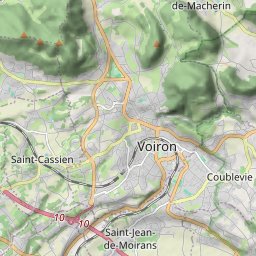 de-Macherin
Voiron
Saint-Cassien
Coublevie
10
10
Saint-Jean-
de-Moirans